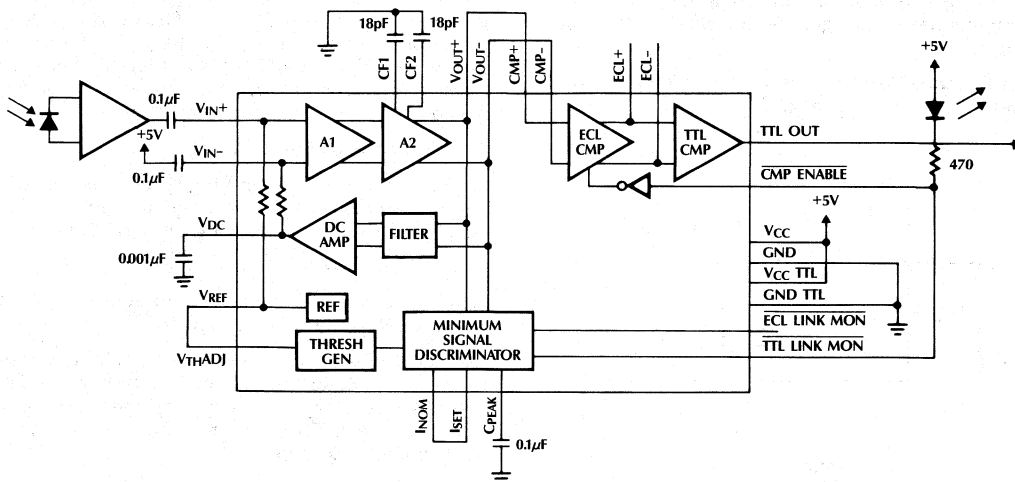 18pF 18pF
CF1
CF2
VOUT+
VOUT−
CMP+
CMP−
ECL+
ECL−
+5V
0.1µF
VIN+
+5V
VIN−
0.1µF
A1
A2
ECL
CMP
TTL
CMP
TTL OUT
CMP ENABLE
470
+5V
VDC
DC
AMP
FILTER
0.001µF
VCC
GND
VCC TTL
GND TTL
ECL LINK MON
TTL LINK MON
VREF
REF
VTHADJ
THRESH
GEN
MINIMUM
SIGNAL
DISCRIMINATOR
INOM
ISET
CPEAK
0.1µF